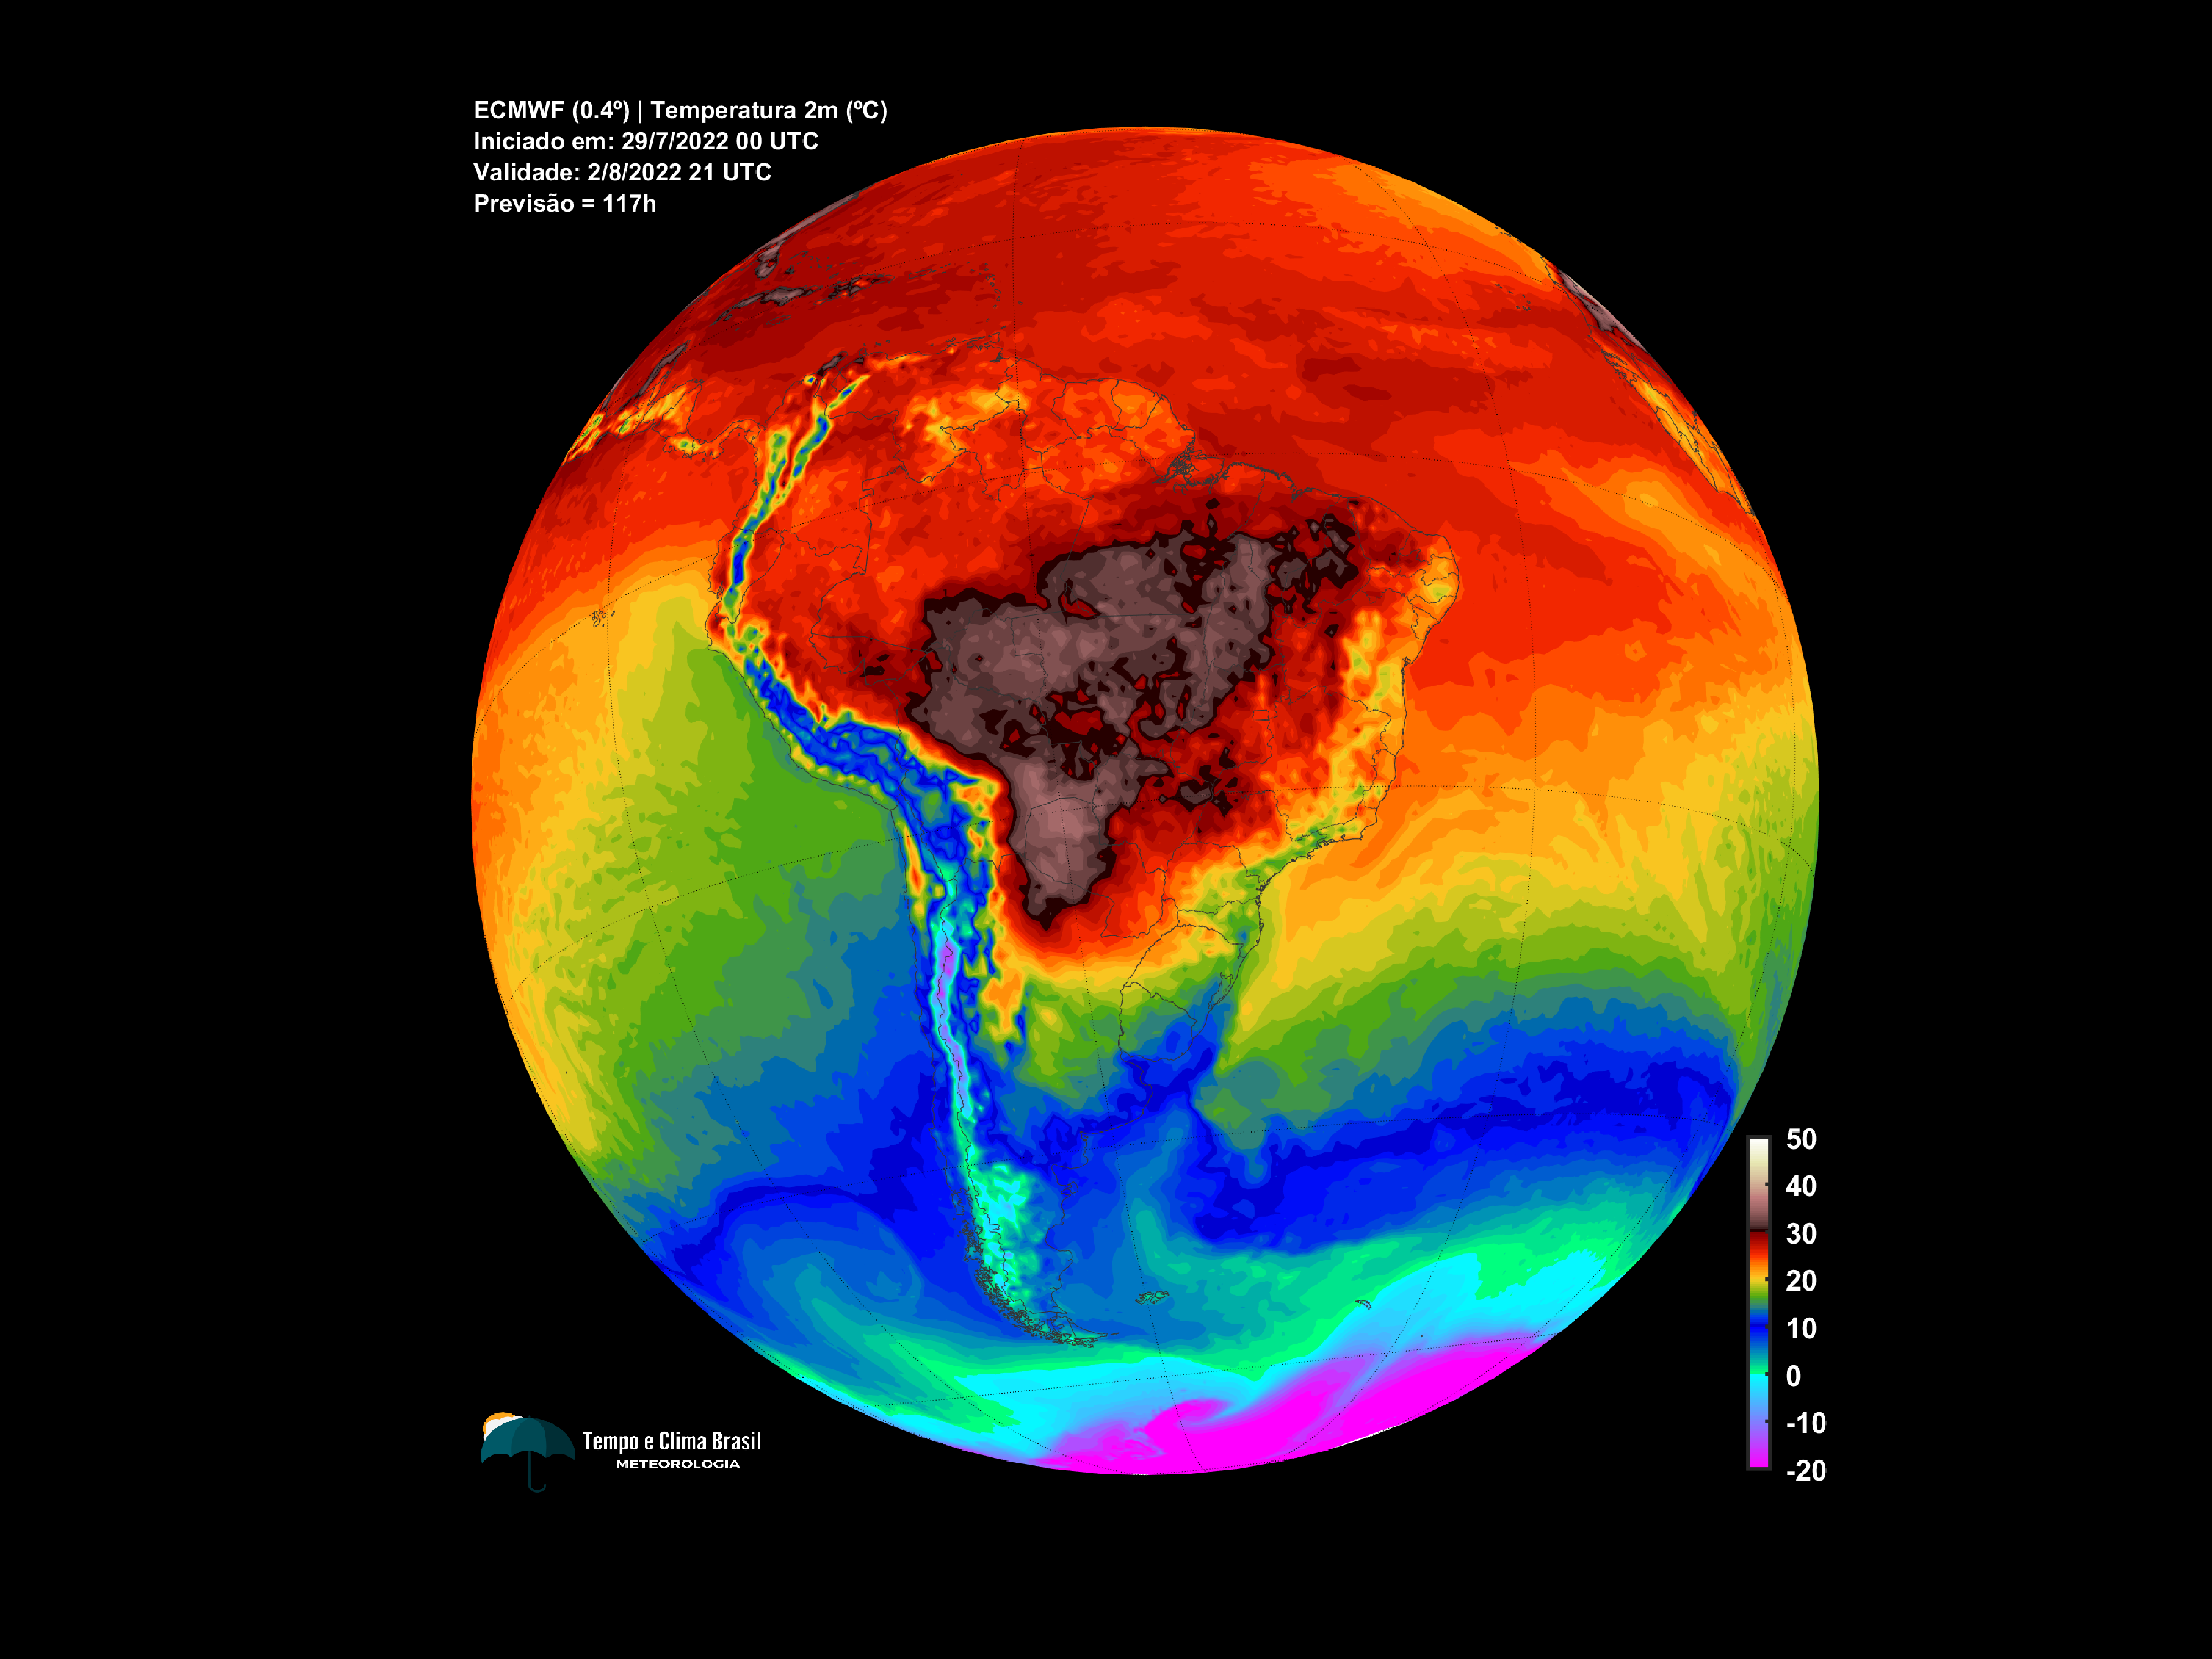 ECMWF (0.4º) | Temperatura 2m (ºC)
Iniciado em: 29/7/2022 00 UTC
Validade: 2/8/2022 21 UTC
Previsão = 117h
50
40
30
20
10
0
-10
-20
Tempo e Clima Brasil
METEOROLOGIA